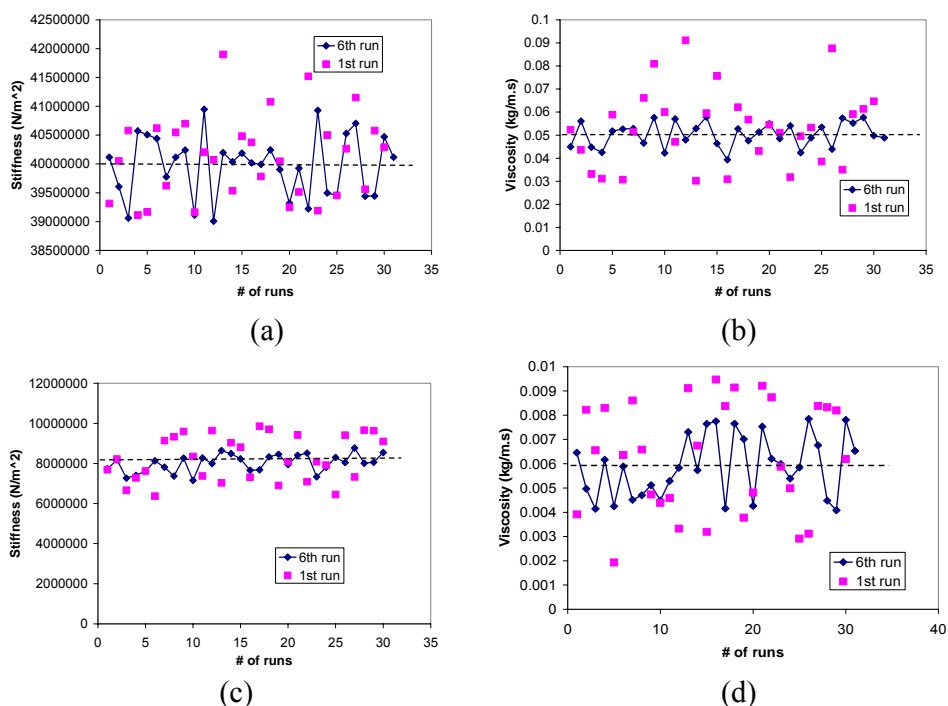 42500000
42000000
41500000
41000000
40500000
40000000
39500000
39000000
38500000
Stiffness (N/m^2)
6th run
1st run
0 5 10 15 20 25 30 35
# of runs
(a)
0.1
0.09
0.08
0.07
0.06
0.05
0.04
0.03
0.02
0.01
0
Viscosity (kg/m.s)
6th run
1st run
0 5 10 15 20 25 30 35
# of runs
(b)
12000000
10000000
8000000
6000000
4000000
2000000
0
Stiffness (N/m^2)
6th run
1st run
0 5 10 15 20 25 30 35
# of runs
(c)
0.01
0.009
0.008
0.007
0.006
0.005
0.004
0.003
0.002
0.001
0
Viscosity (kg/m.s)
6th run
1st run
0 10 20 30 40
# of runs
(d)